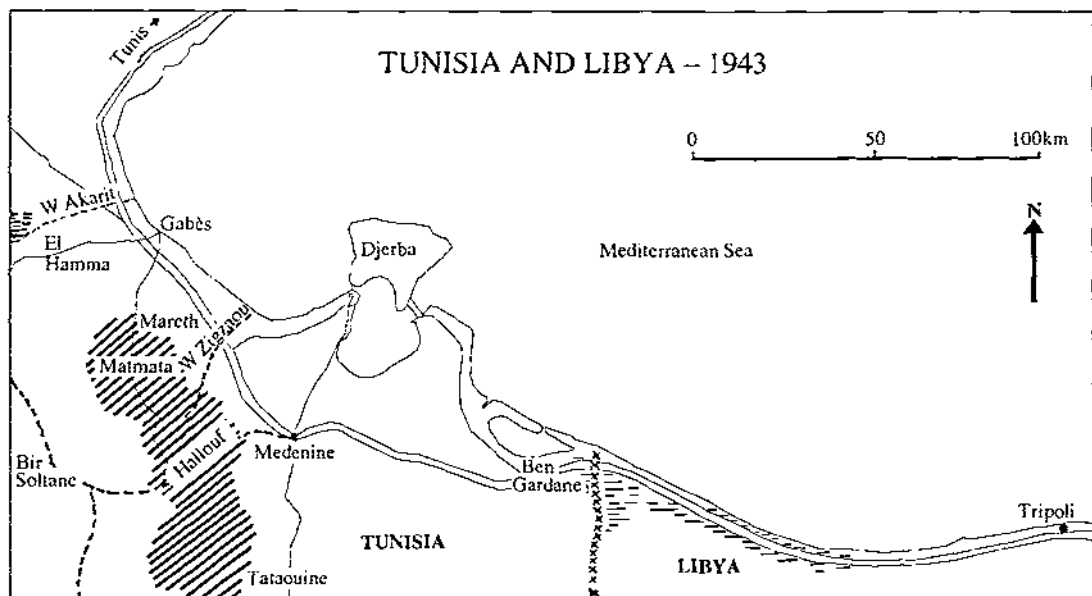 Tunis
TUNISIA AND LIBYA – 1943
0 50 100km
W Akarit
N
Gabès
El
Hamma
Djerba
Mediterranean Sea
Mareth
W Zigzaou
Matmata
Hallouf
Medenine
Bir
Soltane
Ben
Gardane
Tripoli
TUNISIA
LIBYA
Tataouine